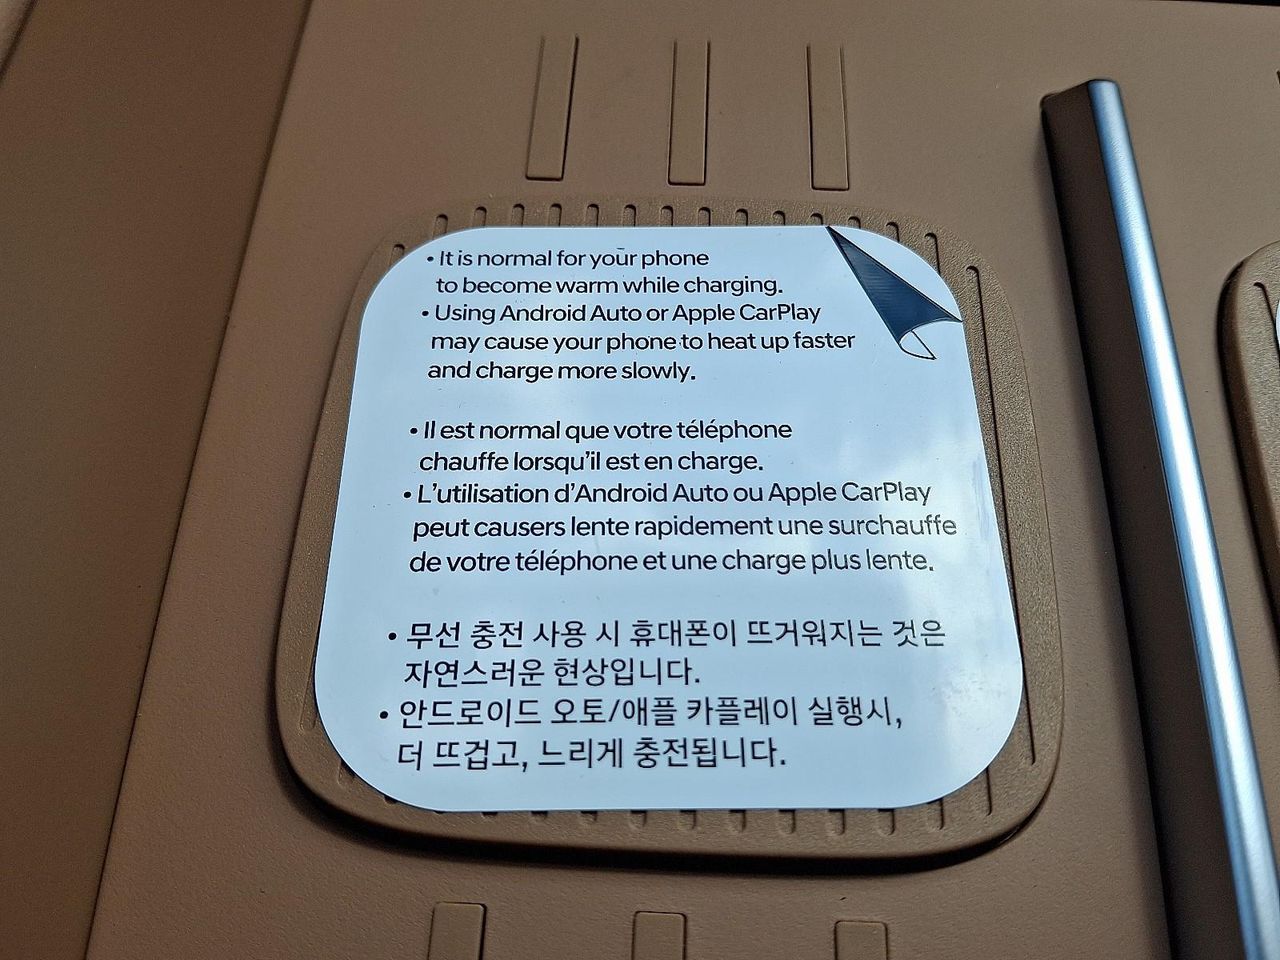 • It is normal for your phone
to become warm while charging.
• Using Android Auto or Apple CarPlay
may cause your phone to heat up faster
and charge more slowly.
• Il est normal que votre téléphone
chauffe lorsqu'il est en charge.
• L'utilisation d'Android Auto ou Apple CarPlay
peut causers lente rapidement une surchauffe
de votre téléphone et une charge plus lente.
• 무선 충전 사용 시 휴대폰이 뜨거워지는 것은
자연스러운 현상입니다.
• 안드로이드 오토/애플 카플레이 실행시,
더 뜨겁고, 느리게 충전됩니다.